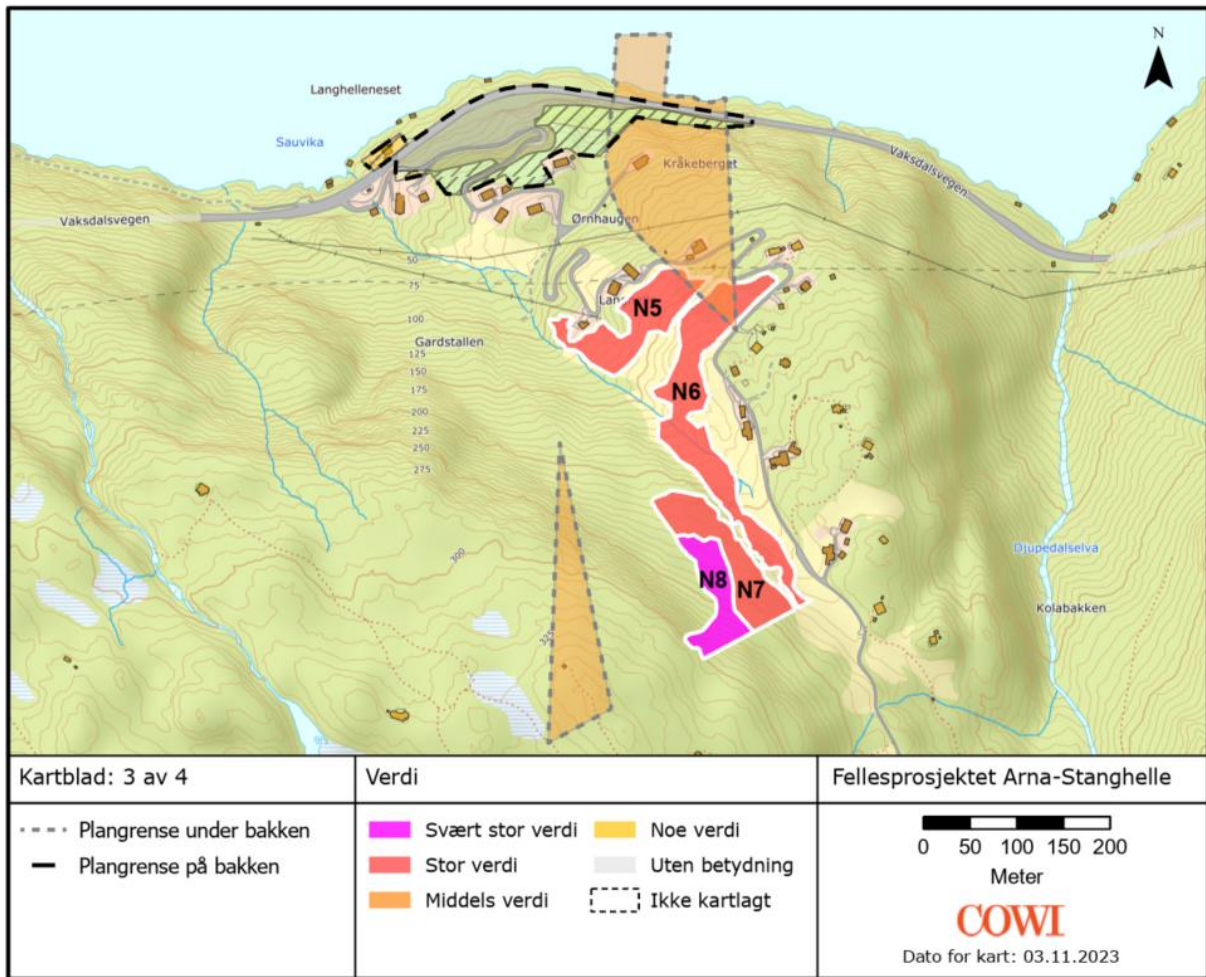 N
Langhelleneset
Sauvika
Kråkeberget
Vaksdalsvegen
Vaksdalsvegen
Ørnhaugen
50
75
N5
100
Gardstallen
125
150
175
N6
200
225
250
275
300
Djupedalselva
N8
N7
Kolabakken
325
Kartblad: 3 av 4
Verdi
Fellesprosjektet Arna-Stanghelle
Plangrense under bakken
Plangrense på bakken
Svært stor verdi
Noe verdi
Stor verdi
Uten betydning
Middels verdi
Ikke kartlagt
0 50 100 150 200
Meter
COWI
Dato for kart: 03.11.2023